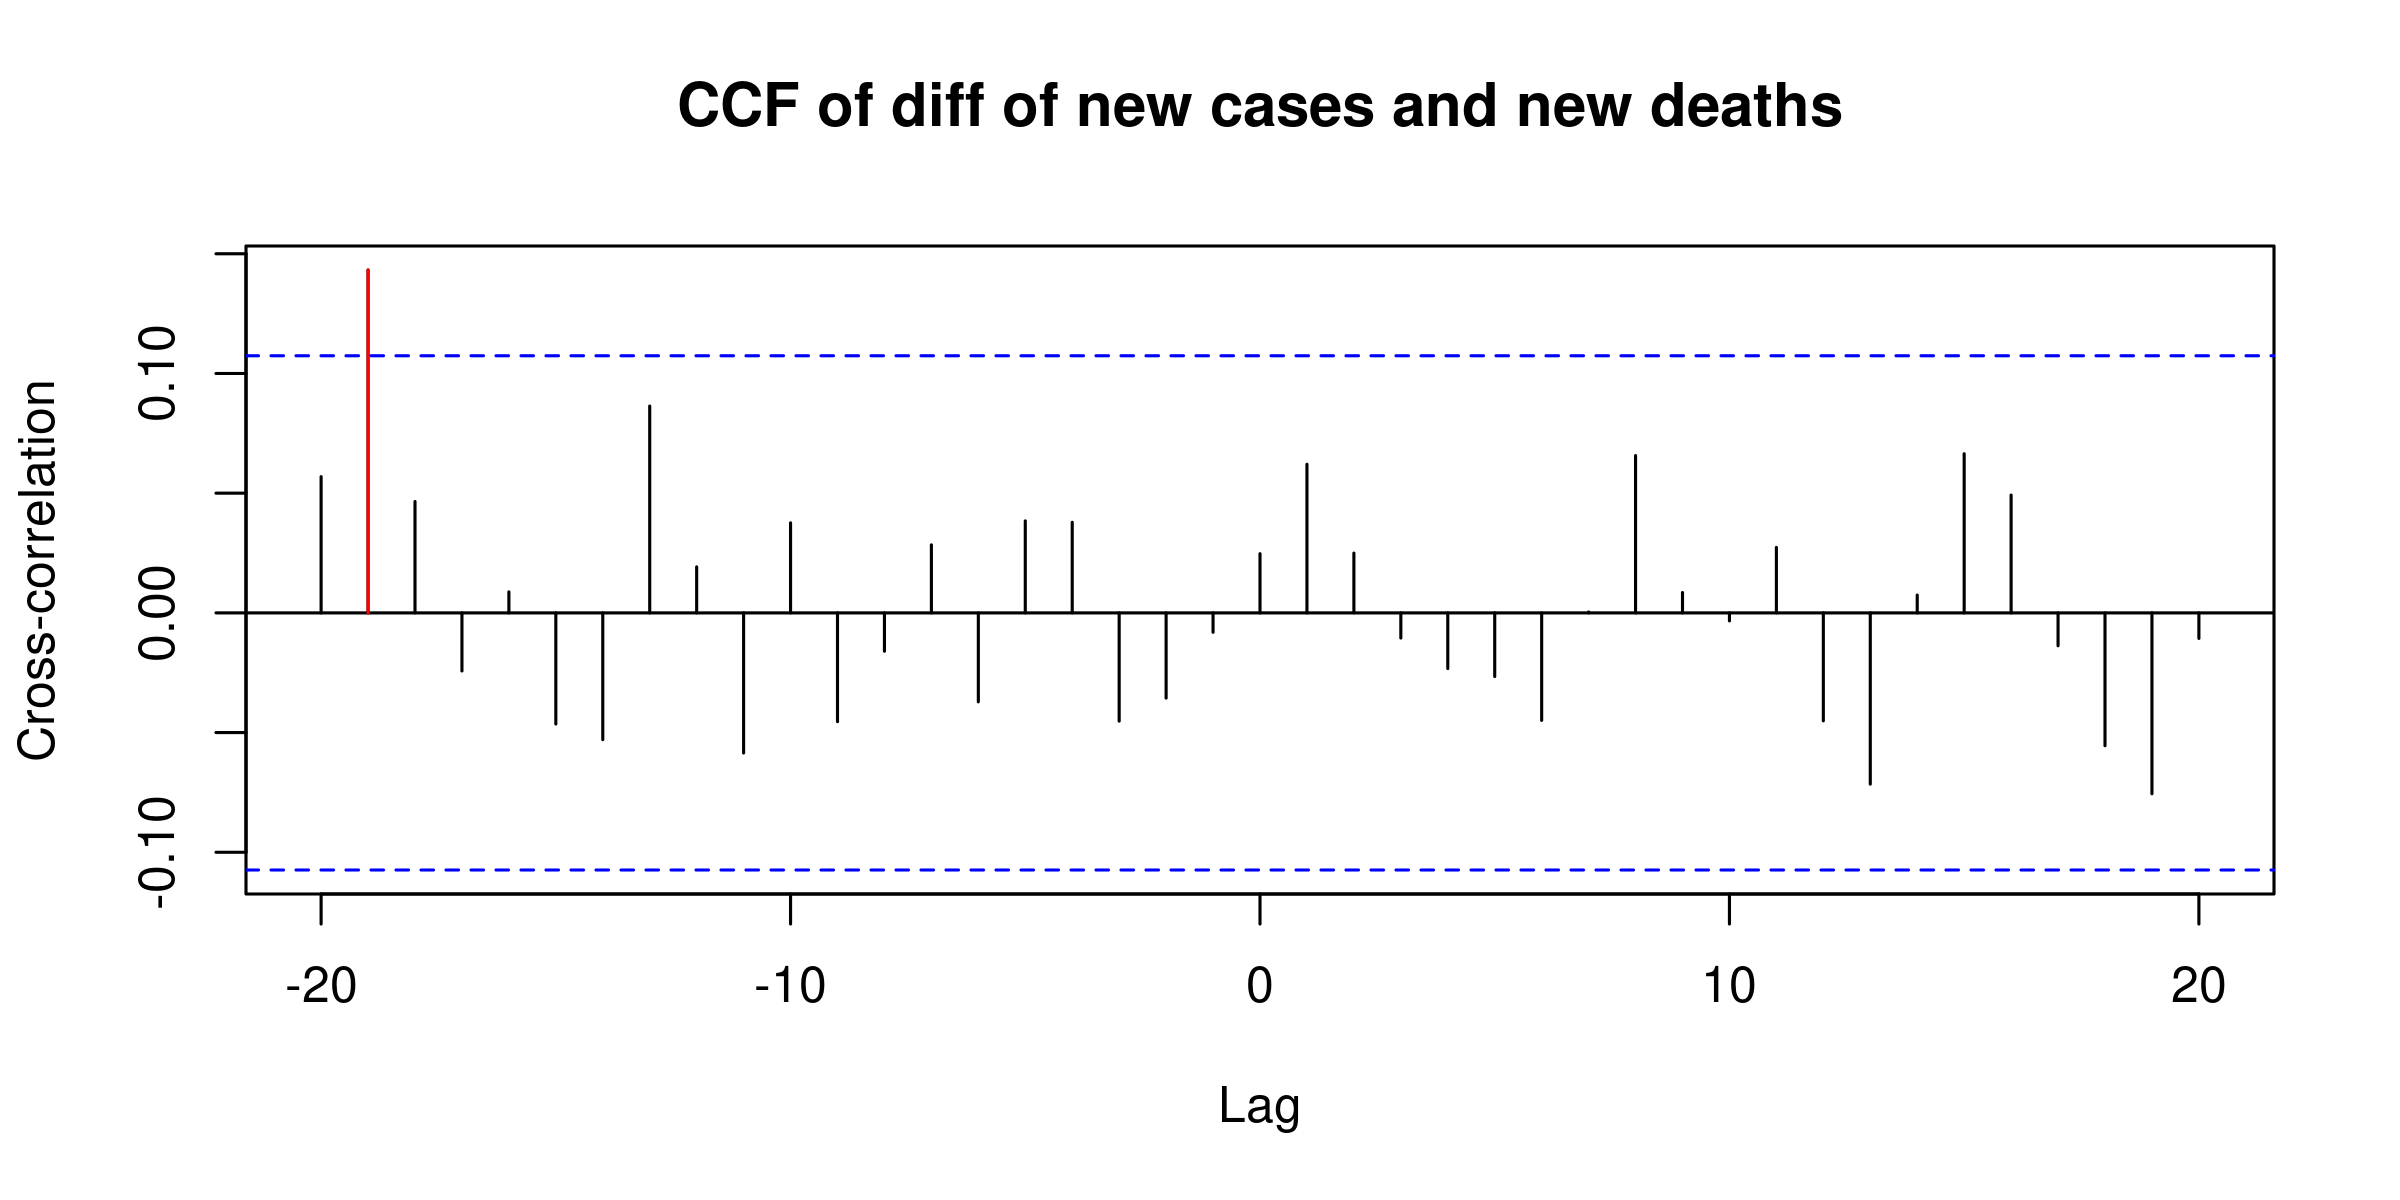 CCF of diff of new cases and new deaths
Cross-correlation
0.10
0.00
-0.10
-20 -10 0 10 20
Lag